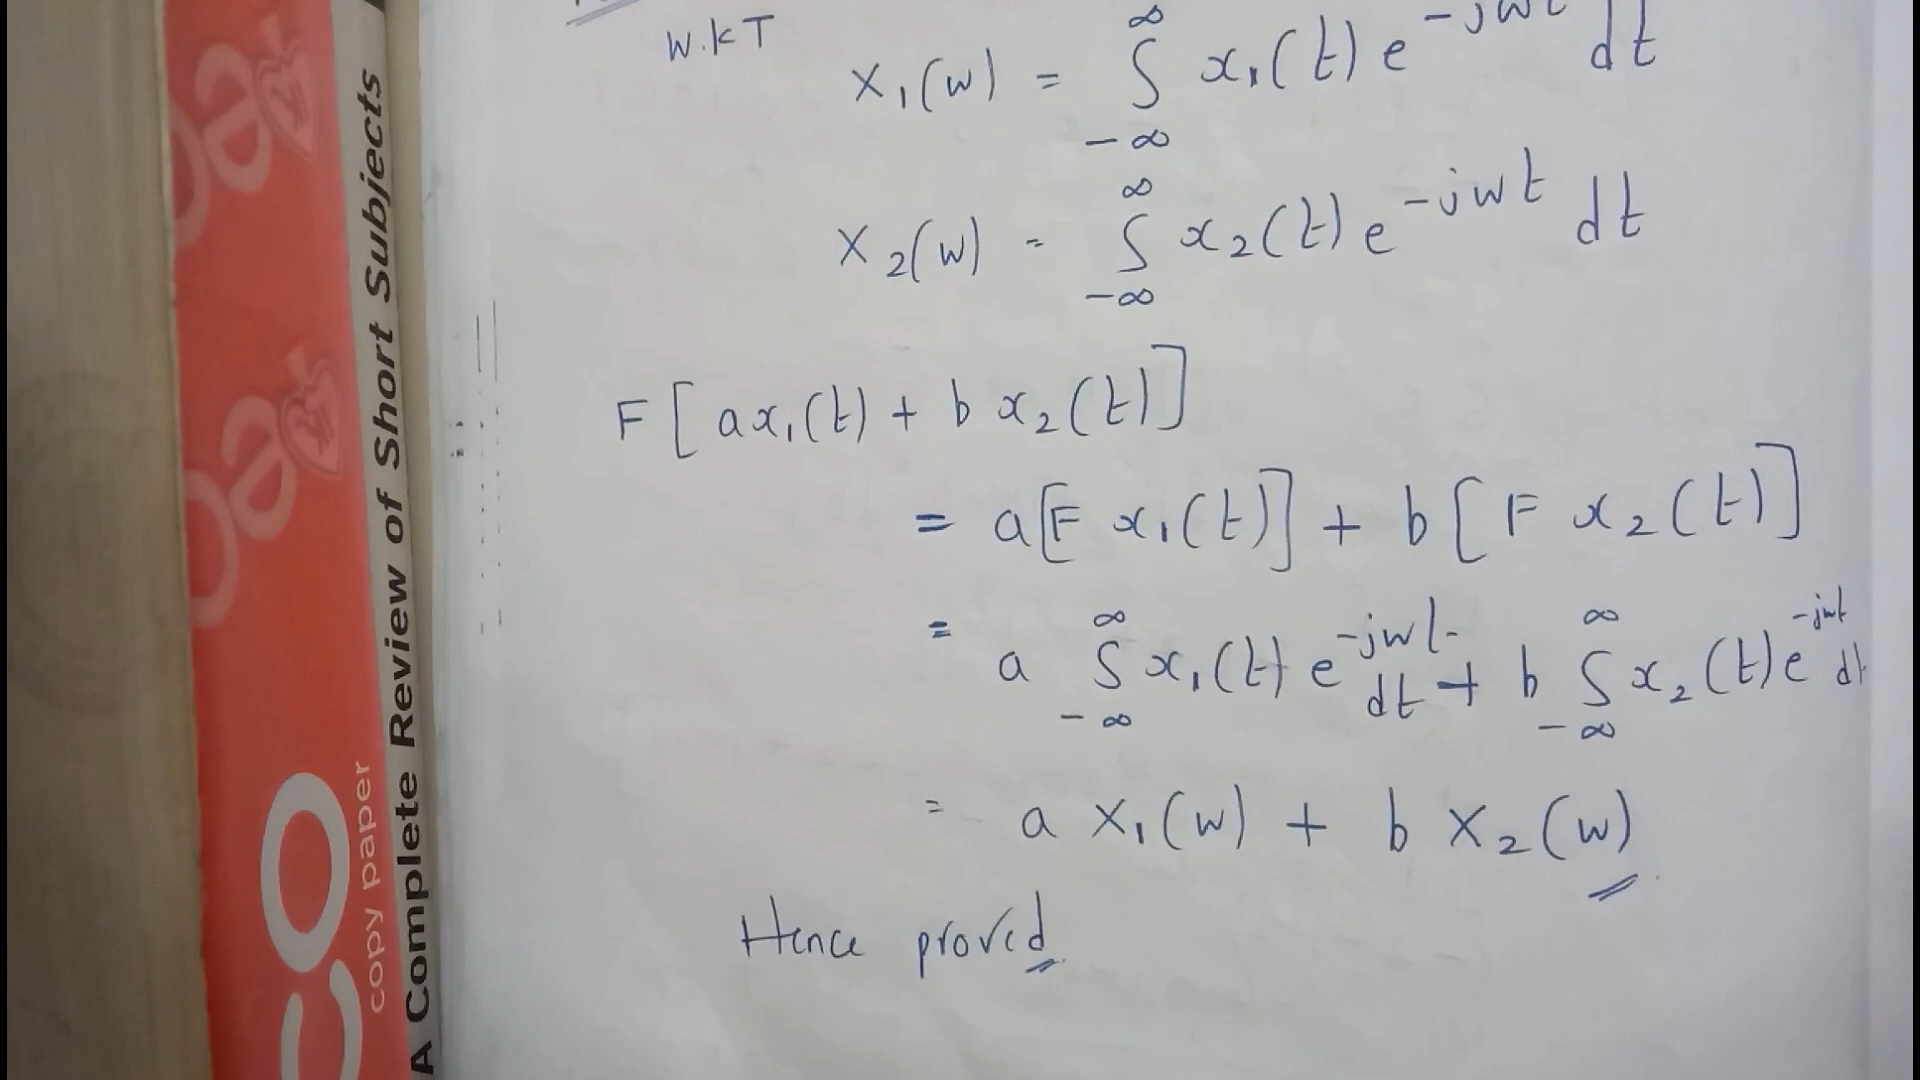 W.KT
X₁(w) = ∞ ∫ -∞ x₁(t) e^-jwt dt
X₂(w) = ∞ ∫ -∞ x₂(t) e^-jwt dt
F[ax₁(t) + b x₂(t)]
= a[F x₁(t)] + b[F x₂(t)]
= a ∞ ∫ -∞ x₁(t) e^-jwt dt + b ∞ ∫ -∞ x₂(t) e^-jwt dt
= a X₁(w) + b X₂(w)
Hence proved
A Complete Review of Short Subjects
copy paper